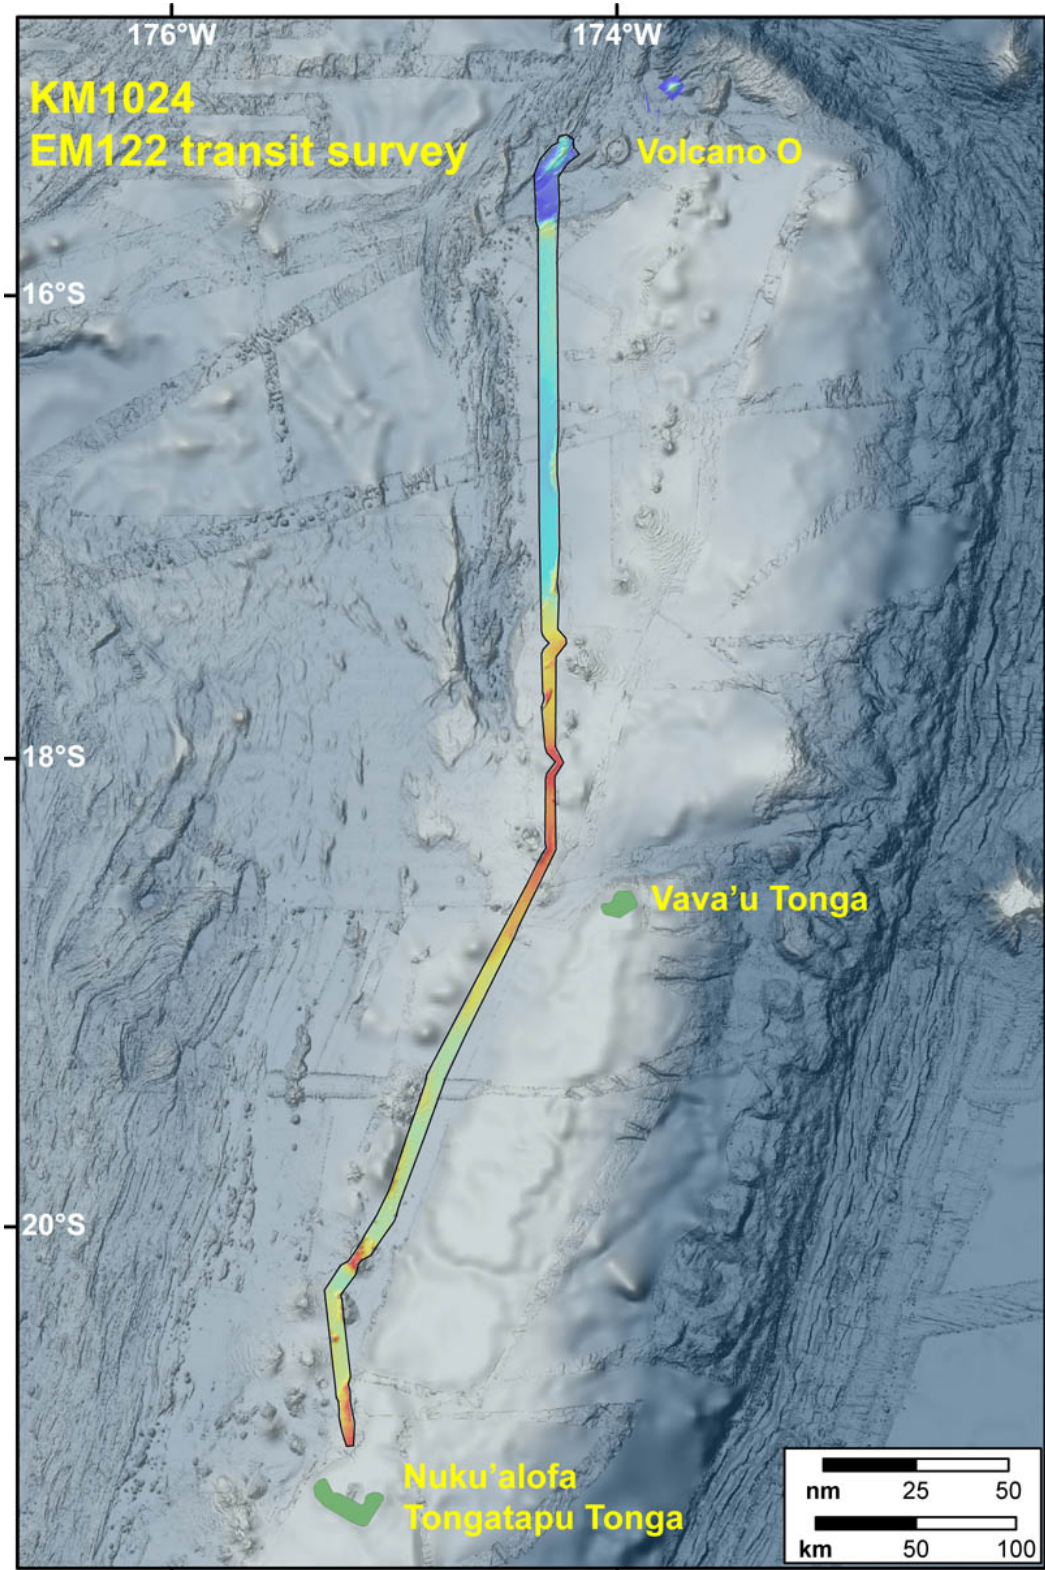 176°W
174°W
KM1024
EM122 transit survey
Volcano O
16°S
18°S
Vava'u Tonga
20°S
Nuku'alofa
Tongatapu Tonga
nm 25 50
km 50 100